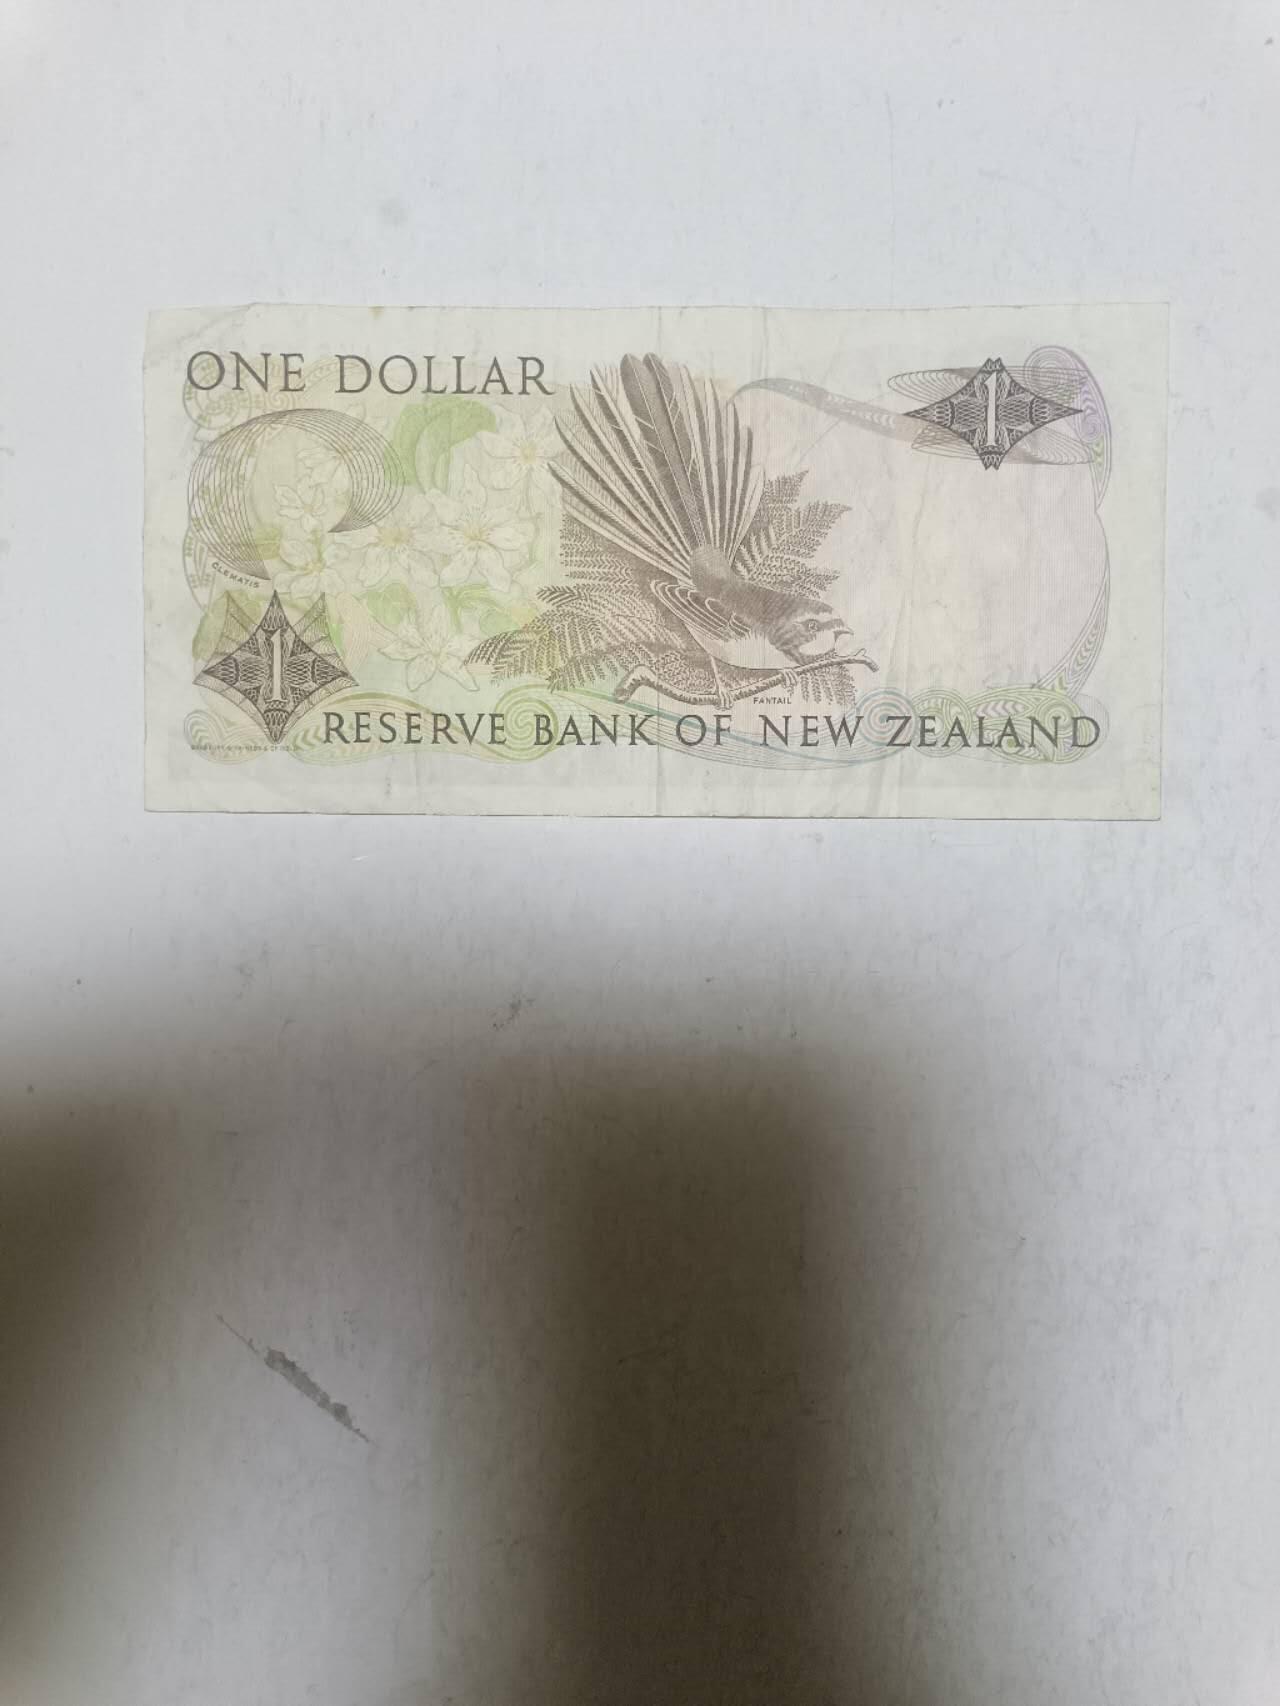 ONE DOLLAR
1
CLEMATIS
1
FANTAIL
RESERVE BANK OF NEW ZEALAND